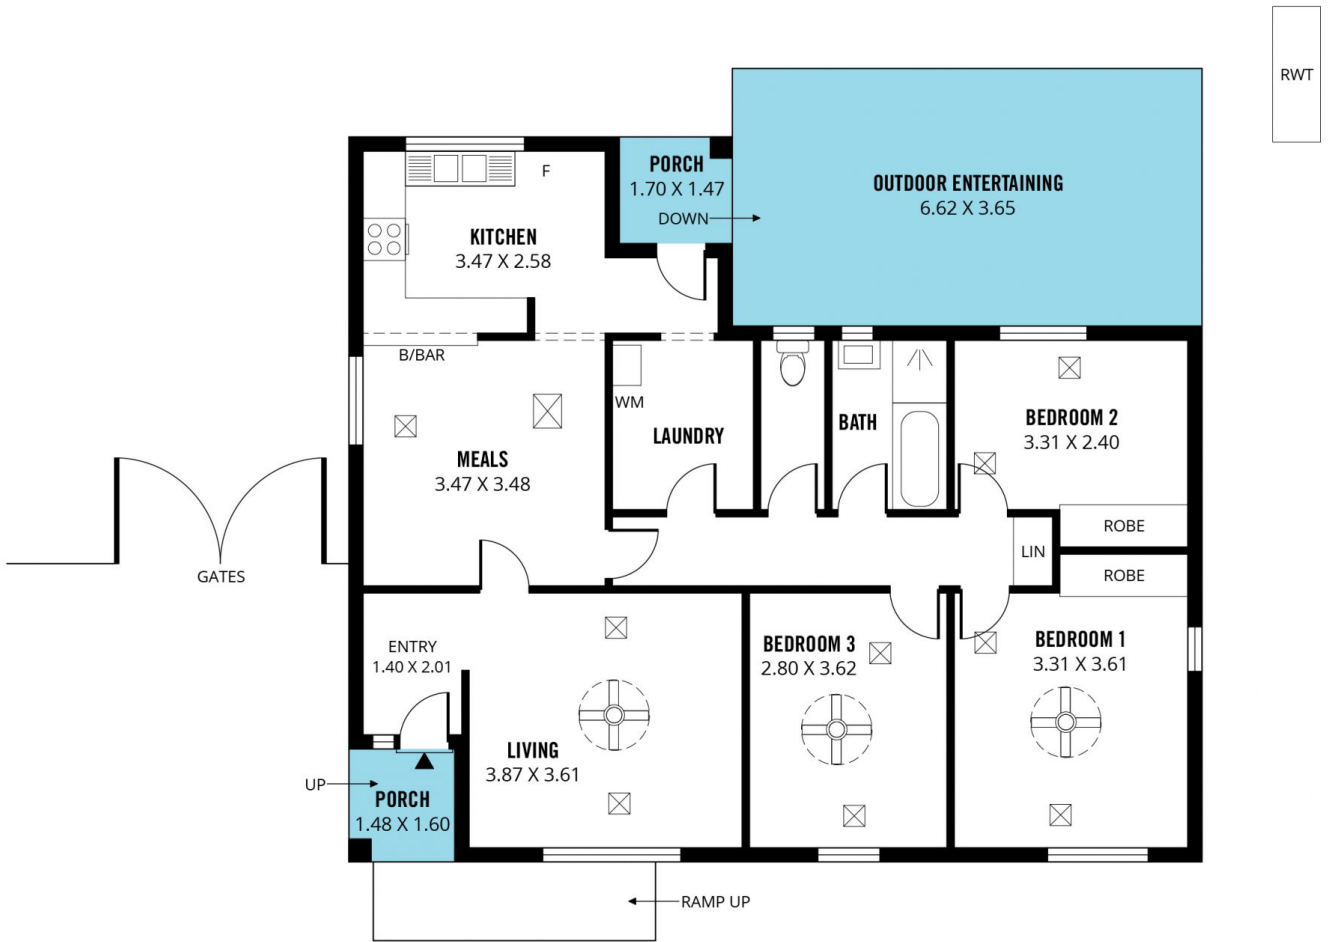 RWT
PORCH
1.70 X 1.47
DOWN
OUTDOOR ENTERTAINING
6.62 X 3.65
F
KITCHEN
3.47 X 2.58
B/BAR
WM
LAUNDRY
BATH
BEDROOM 2
3.31 X 2.40
MEALS
3.47 X 3.48
ROBE
LIN
ROBE
GATES
ENTRY
1.40 X 2.01
BEDROOM 3
2.80 X 3.62
BEDROOM 1
3.31 X 3.61
LIVING
3.87 X 3.61
UP
PORCH
1.48 X 1.60
RAMP UP